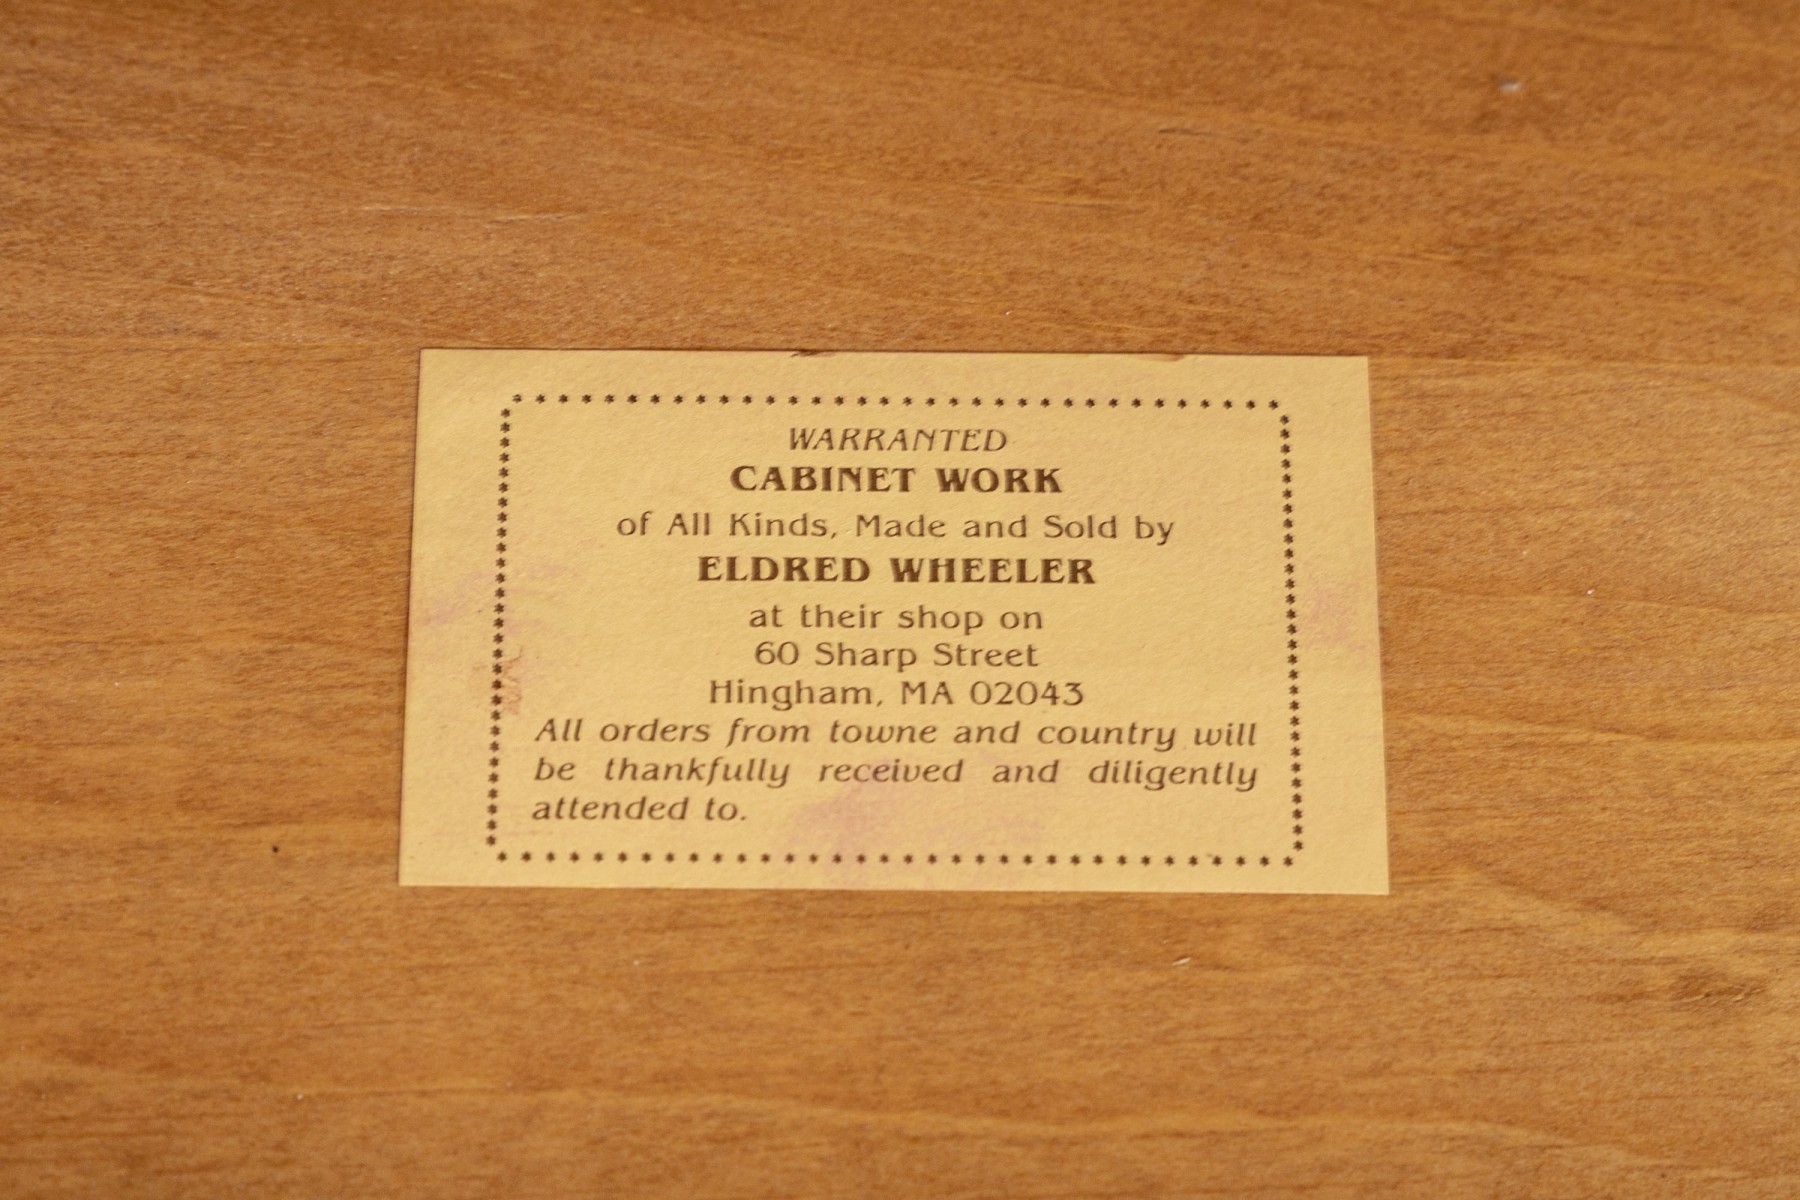 WARRANTED
CABINET WORK
of All Kinds, Made and Sold by
ELDRED WHEELER
at their shop on
60 Sharp Street
Hingham, MA 02043
All orders from towne and country will
be thankfully received and diligently
attended to.